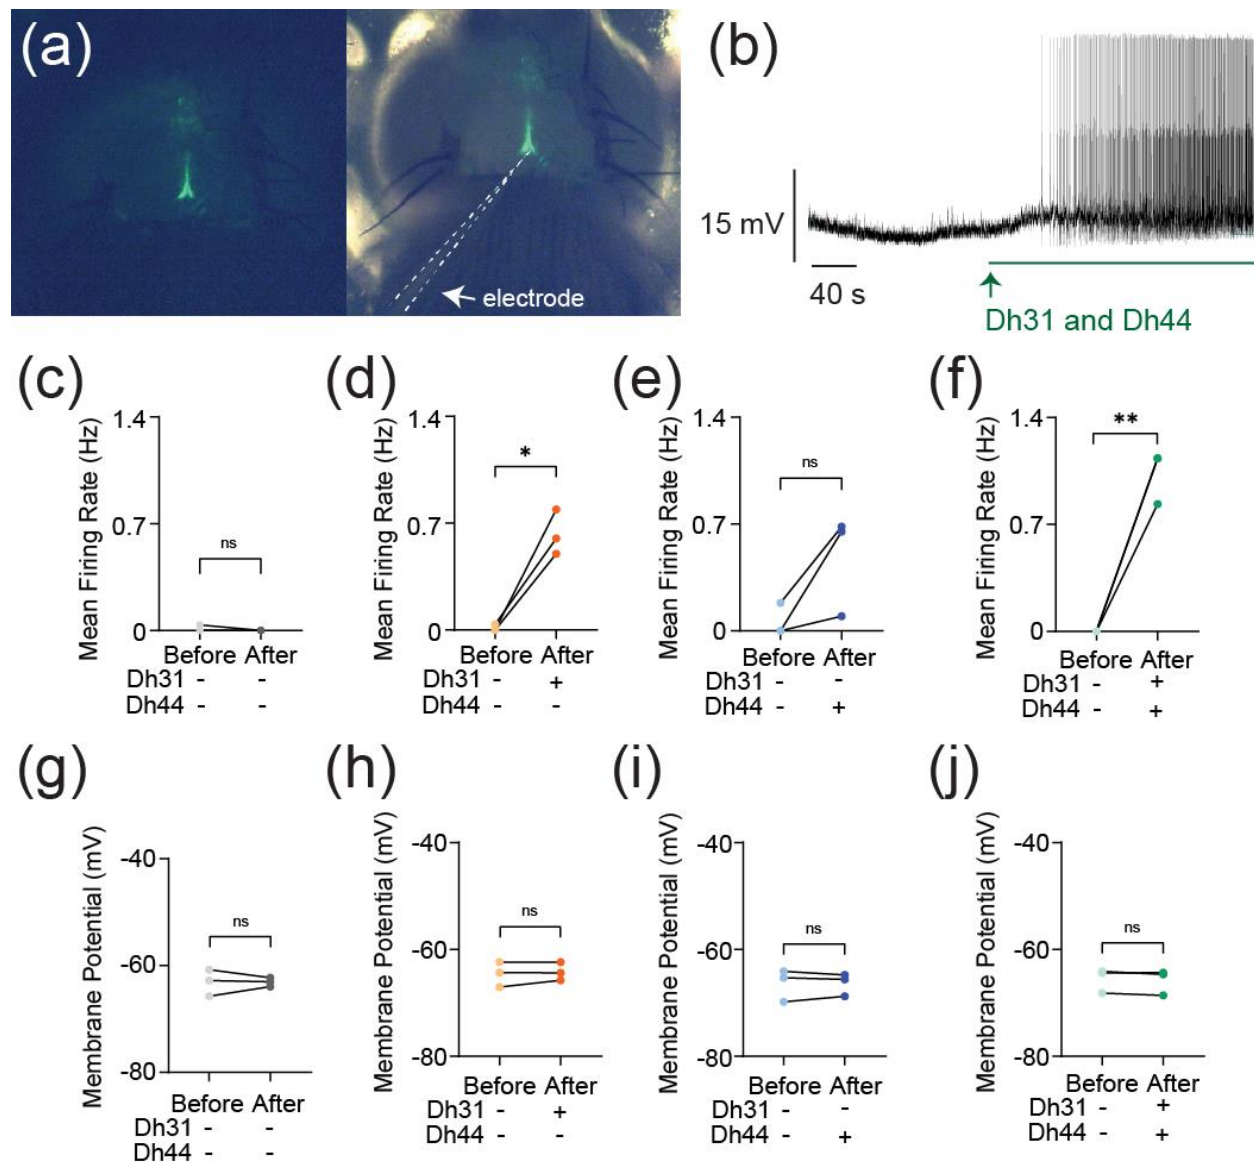 (a)
electrode
(b)
15 mV
40 s
Dh31 and Dh44
(c)
Mean Firing Rate (Hz)
1.4
0.7
0
ns
Before After
Dh31 - -
Dh44 - -
(d)
Mean Firing Rate (Hz)
1.4
0.7
0
*
Before After
Dh31 - +
Dh44 - -
(e)
Mean Firing Rate (Hz)
1.4
0.7
0
ns
Before After
Dh31 - -
Dh44 - +
(f)
Mean Firing Rate (Hz)
1.4
0.7
0
**
Before After
Dh31 - +
Dh44 - +
(g)
Membrane Potential (mV)
-40
-60
-80
ns
Before After
Dh31 - -
Dh44 - -
(h)
Membrane Potential (mV)
-40
-60
-80
ns
Before After
Dh31 - +
Dh44 - -
(i)
Membrane Potential (mV)
-40
-60
-80
ns
Before After
Dh31 - -
Dh44 - +
(j)
Membrane Potential (mV)
-40
-60
-80
ns
Before After
Dh31 - +
Dh44 - +